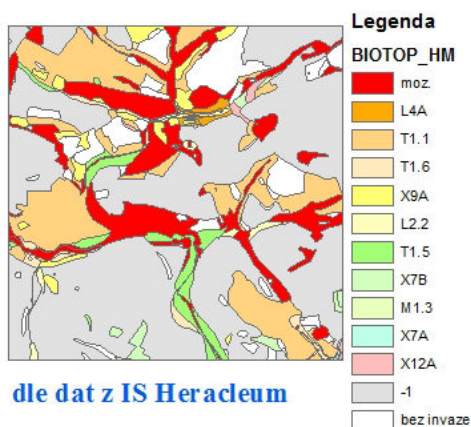 Legenda
BIOTOP_HM
moz.
L4A
T1.1
T1.6
X9A
L2.2
T1.5
X7B
M1.3
X7A
X12A
-1
bez invaze
dle dat z IS Heracleum